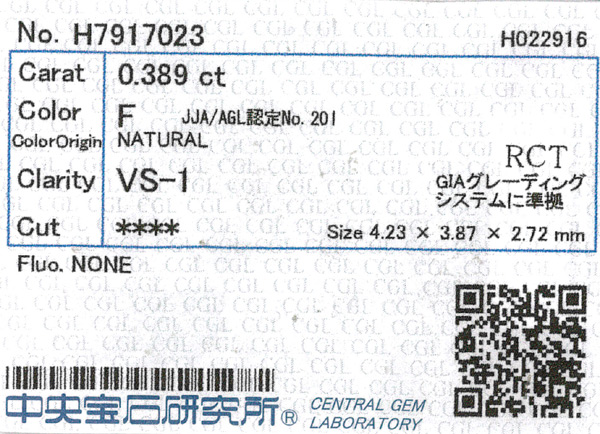 No. H7917023
H022916
Carat 0.389 ct
Color F JJA/AGL認定No. 201
ColorOrigin NATURAL
RCT
Clarity VS-1
GIAグレーディング
システムに準拠
Cut ****
Size 4.23 × 3.87 × 2.72 mm
Fluo. NONE
中央宝石研究所® CENTRAL GEM
LABORATORY